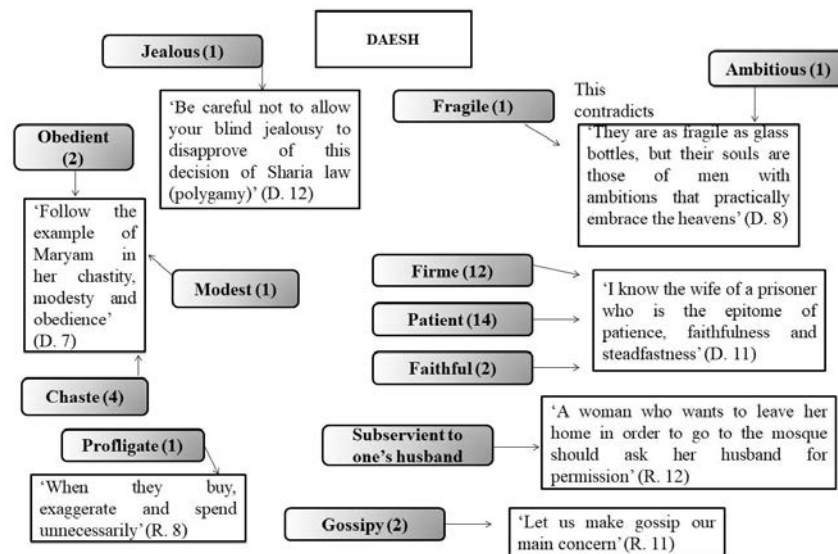 DAESH
Jealous (1)
Ambitious (1)
Fragile (1)
This
contradicts
'Be careful not to allow
your blind jealousy to
disapprove of this
decision of Sharia law
(polygamy)' (D. 12)
'They are as fragile as glass
bottles, but their souls are
those of men with
ambitions that practically
embrace the heavens' (D. 8)
Obedient
(2)
'Follow the
example of
Maryam in
her chastity,
modesty and
obedience'
(D. 7)
Modest (1)
Firme (12)
Patient (14)
Faithful (2)
'I know the wife of a prisoner
who is the epitome of
patience, faithfulness and
steadfastness' (D. 11)
Chaste (4)
Profligate (1)
'When they buy,
exaggerate and spend
unnecessarily' (R. 8)
Subservient to
one's husband
'A woman who wants to leave her
home in order to go to the mosque
should ask her husband for
permission' (R. 12)
Gossipy (2)
'Let us make gossip our
main concern' (R. 11)